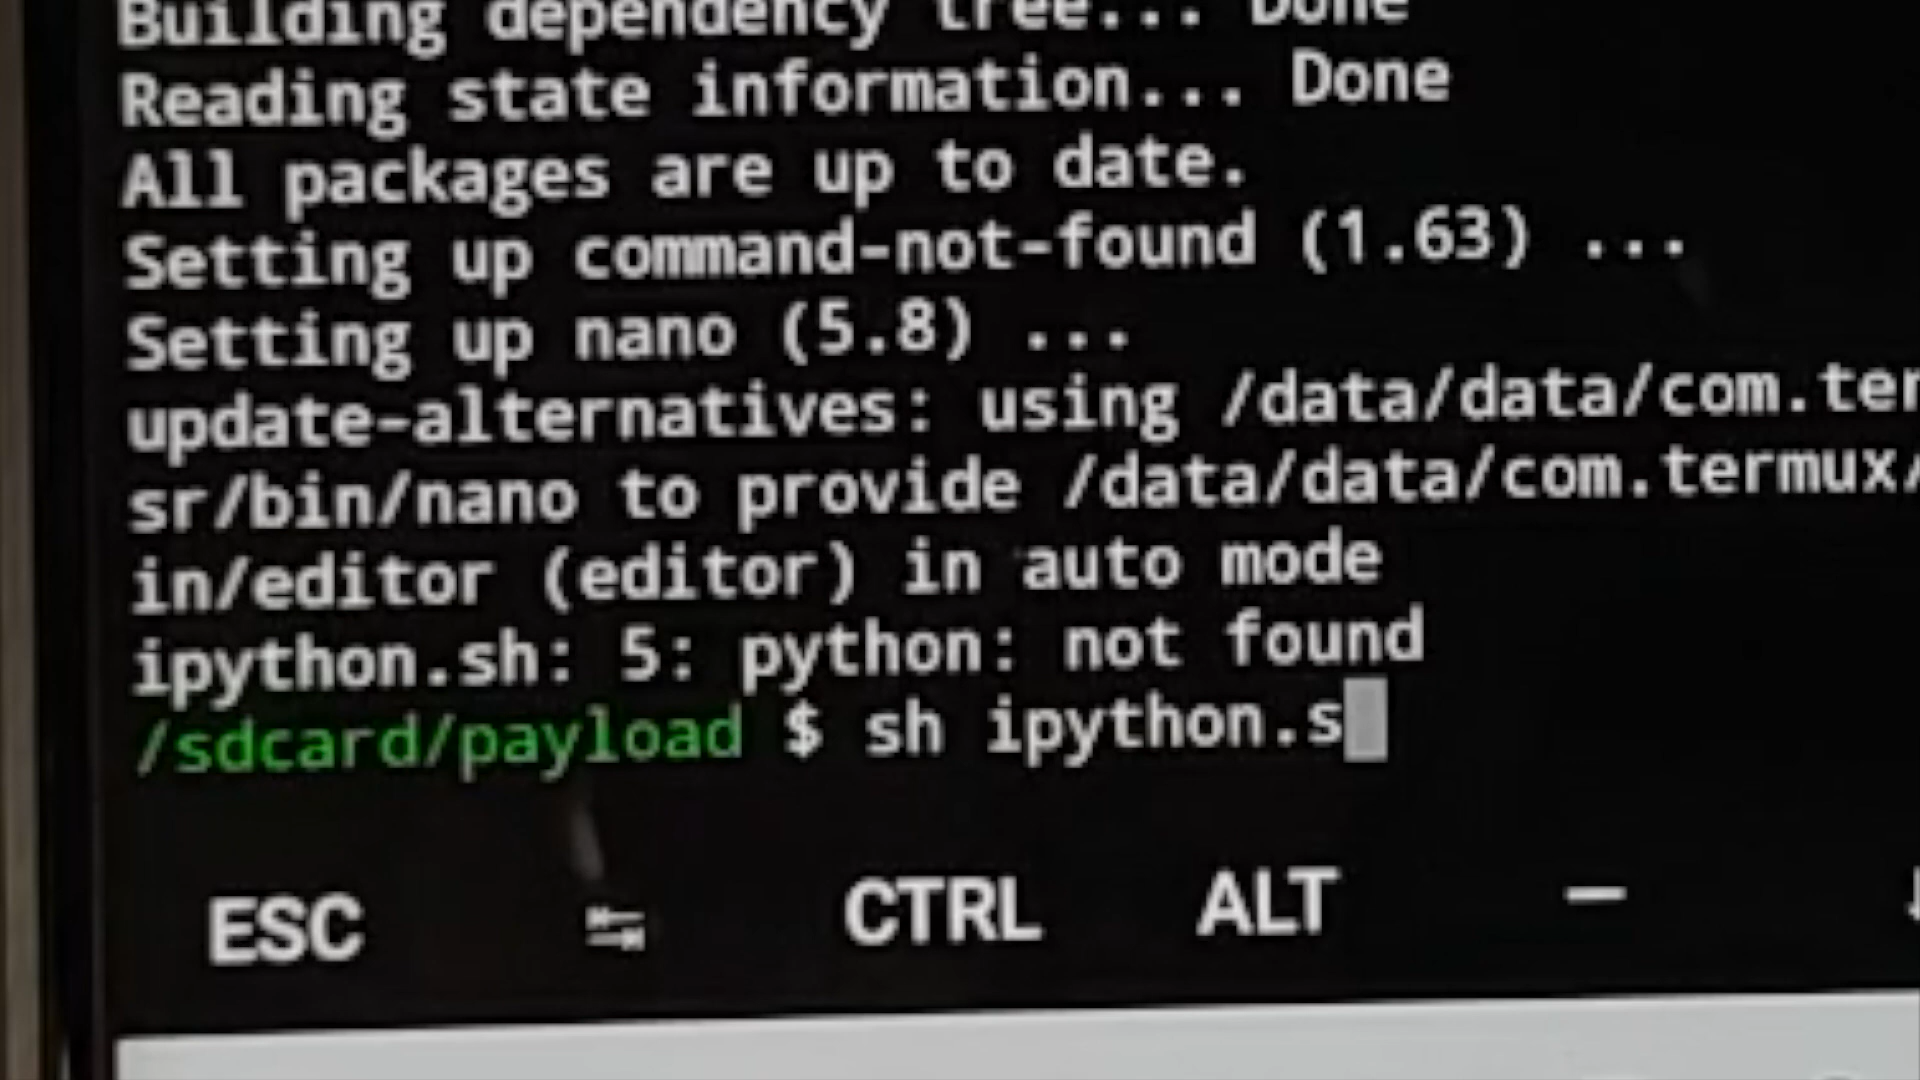 Building dependency tree... Done
Reading state information... Done
All packages are up to date.
Setting up command-not-found (1.63) ...
Setting up nano (5.8) ...
update-alternatives: using /data/data/com.ter
sr/bin/nano to provide /data/data/com.termux/
in/editor (editor) in auto mode
ipython.sh: 5: python: not found
/sdcard/payload $ sh ipython.s
ESC ↹ CTRL ALT —